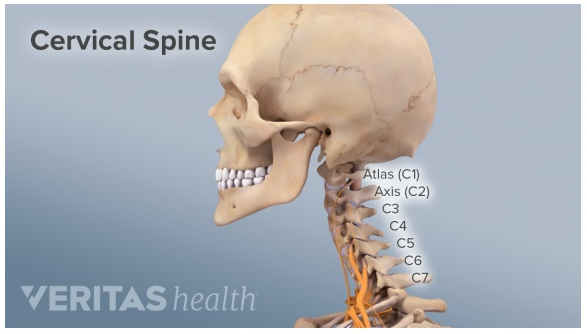 Cervical Spine
Atlas (C1)
Axis (C2)
C3
C4
C5
C6
C7
VERITAS health